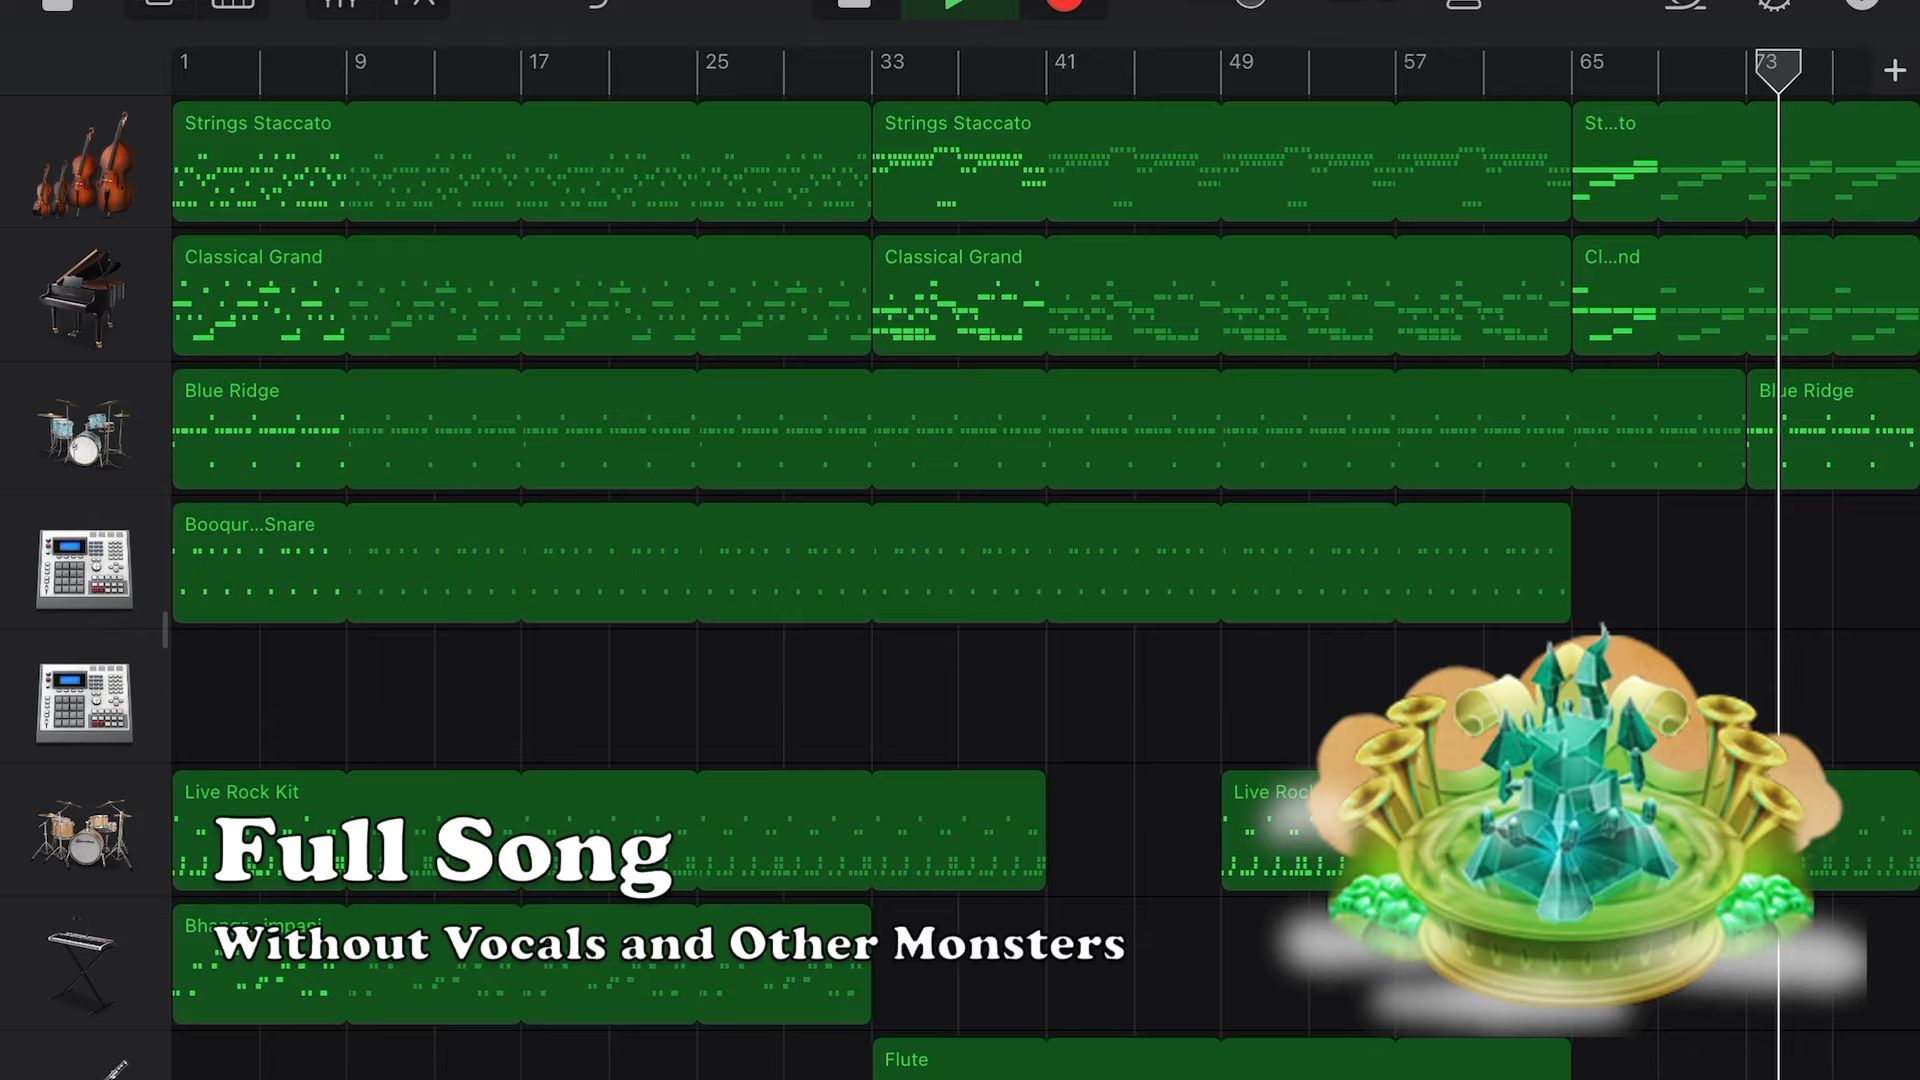 1 9 17 25 33 41 49 57 65 73
Strings Staccato Strings Staccato St...to
Classical Grand Classical Grand Cl...nd
Blue Ridge Blue Ridge
Booqur...Snare
Live Rock Kit
Full Song
Without Vocals and Other Monsters
Flute